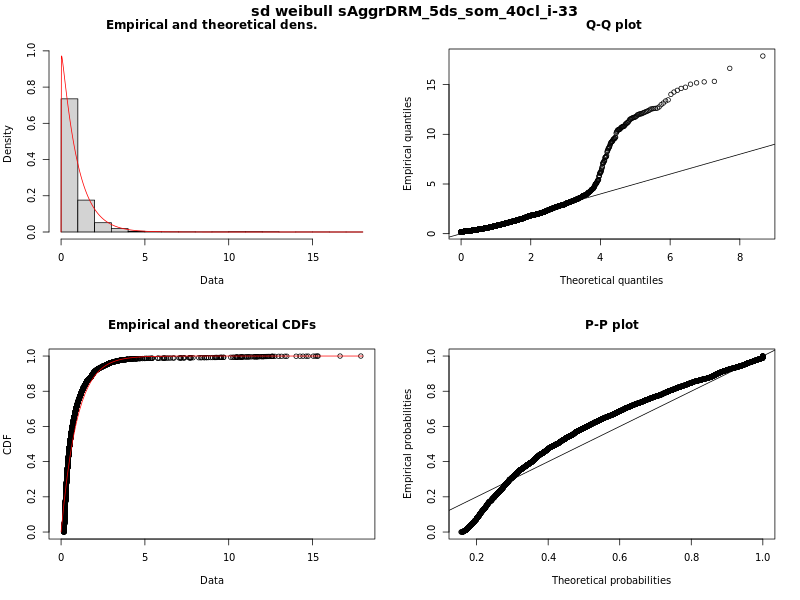 sd weibull sAggrDRM_5ds_som_40cl_i-33
Empirical and theoretical dens.
Density
0.0 0.2 0.4 0.6 0.8 1.0
0 5 10 15
Data
Q-Q plot
Empirical quantiles
0 5 10 15
0 2 4 6 8
Theoretical quantiles
Empirical and theoretical CDFs
CDF
0.0 0.2 0.4 0.6 0.8 1.0
0 5 10 15
Data
P-P plot
Empirical probabilities
0.0 0.2 0.4 0.6 0.8 1.0
0.2 0.4 0.6 0.8 1.0
Theoretical probabilities